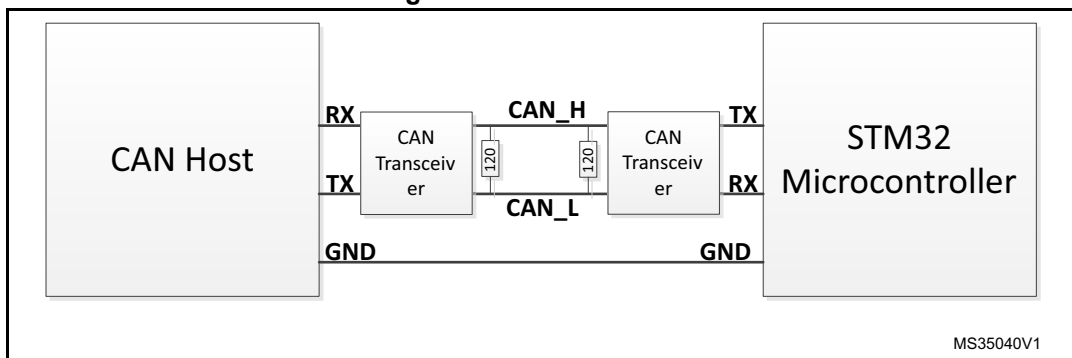 CAN Host
RX
TX
GND
CAN
Transceiv
er
CAN_H
120
120
CAN_L
CAN
Transceiv
er
TX
RX
GND
STM32
Microcontroller
MS35040V1